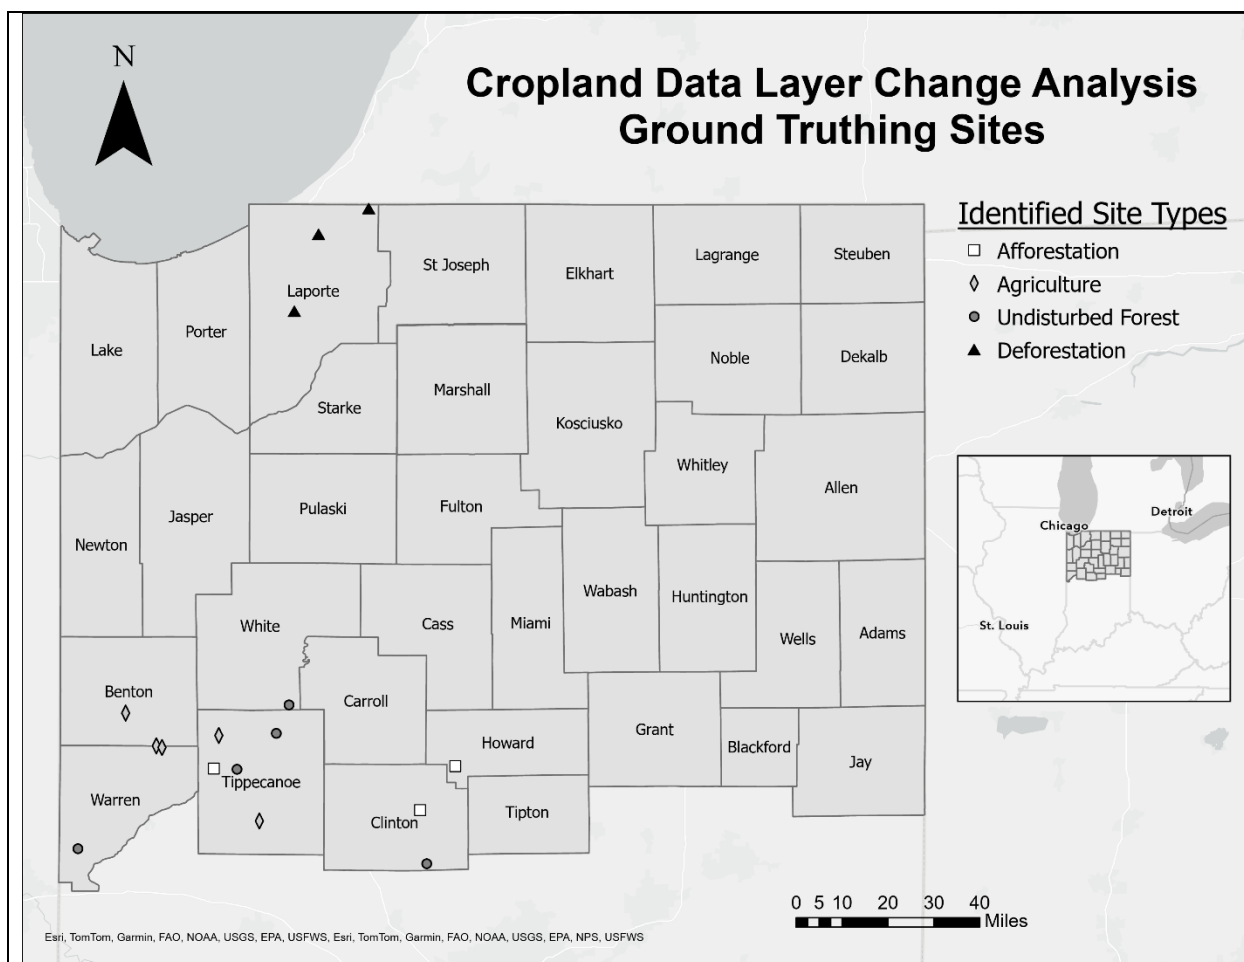 N
Cropland Data Layer Change Analysis
Ground Truthing Sites
Identified Site Types
Afforestation
Agriculture
Undisturbed Forest
Deforestation
Lagrange
Steuben
St Joseph
Elkhart
Laporte
Porter
Lake
Noble
Dekalb
Marshall
Starke
Kosciusko
Whitley
Allen
Pulaski
Fulton
Jasper
Newton
Wabash
Huntington
White
Cass
Miami
Wells
Adams
Benton
Carroll
Grant
Howard
Blackford
Jay
Tippecanoe
Warren
Clinton
Tipton
Chicago
Detroit
St. Louis
0 5 10 20 30 40
Miles
Esri, TomTom, Garmin, FAO, NOAA, USGS, EPA, USFWS, Esri, TomTom, Garmin, FAO, NOAA, USGS, EPA, NPS, USFWS